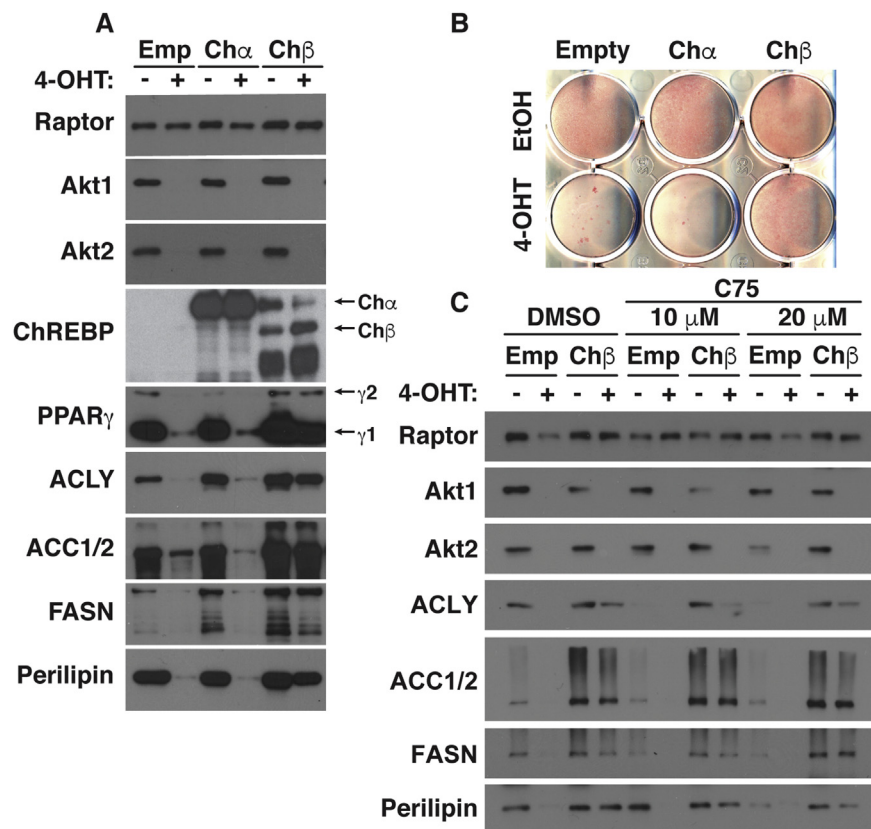 A
Emp Chα Chβ
4-OHT: - + - + - +
Raptor
Akt1
Akt2
ChREBP
←Chα
←Chβ
PPARγ
←γ2
←γ1
ACLY
ACC1/2
FASN
Perilipin
B
Empty Chα Chβ
EtOH
4-OHT
C
C75
DMSO 10 μM 20 μM
Emp Chβ Emp Chβ Emp Chβ
4-OHT: - + - + - + - + - + - +
Raptor
Akt1
Akt2
ACLY
ACC1/2
FASN
Perilipin